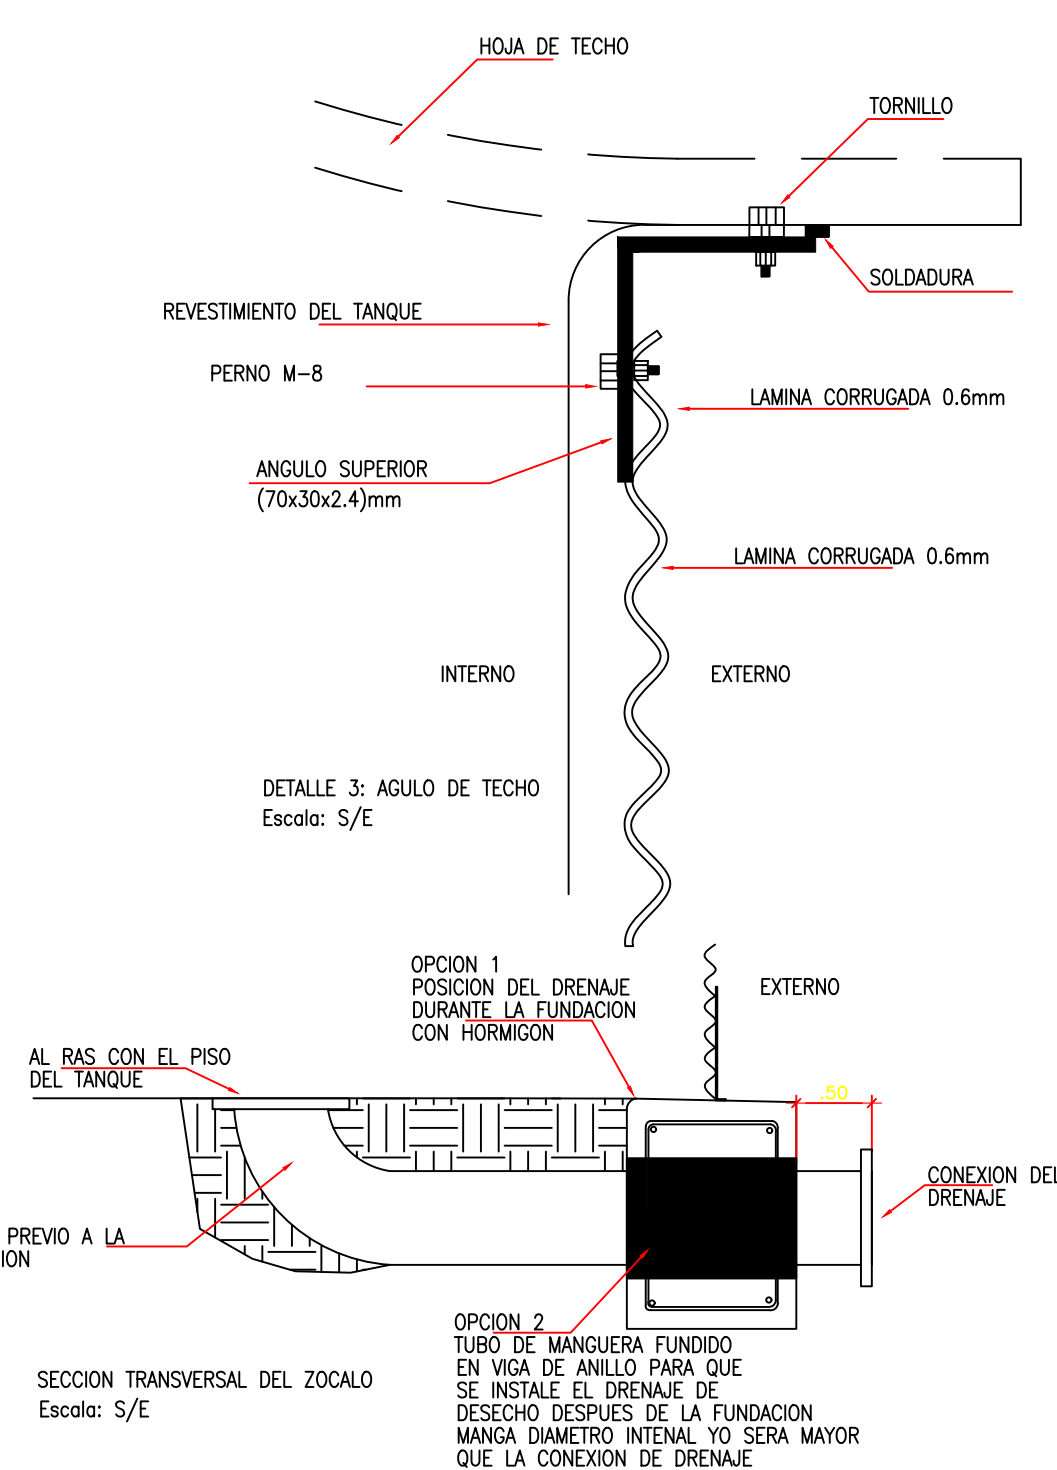 HOJA DE TECHO
TORNILLO
SOLDADURA
REVESTIMIENTO DEL TANQUE
PERNO M-8
LAMINA CORRUGADA 0.6mm
ANGULO SUPERIOR
(70x30x2.4)mm
LAMINA CORRUGADA 0.6mm
INTERNO
EXTERNO
DETALLE 3: AGULO DE TECHO
Escala: S/E
OPCION 1
POSICION DEL DRENAJE
DURANTE LA FUNDACION
CON HORMIGON
EXTERNO
AL RAS CON EL PISO
DEL TANQUE
.50
CONEXION DEL
DRENAJE
PREVIO A LA
ION
OPCION 2
TUBO DE MANGUERA FUNDIDO
EN VIGA DE ANILLO PARA QUE
SE INSTALE EL DRENAJE DE
DESECHO DESPUES DE LA FUNDACION
MANGA DIAMETRO INTENAL YO SERA MAYOR
QUE LA CONEXION DE DRENAJE
SECCION TRANSVERSAL DEL ZOCALO
Escala: S/E